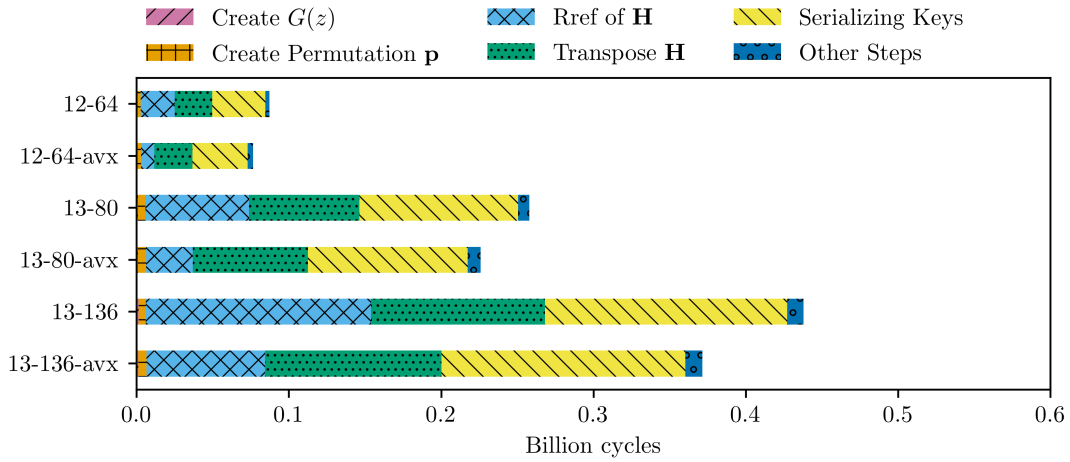 Create G(z) Rref of H Serializing Keys
Create Permutation p Transpose H Other Steps
12-64
12-64-avx
13-80
13-80-avx
13-136
13-136-avx
0.0 0.1 0.2 0.3 0.4 0.5 0.6
Billion cycles